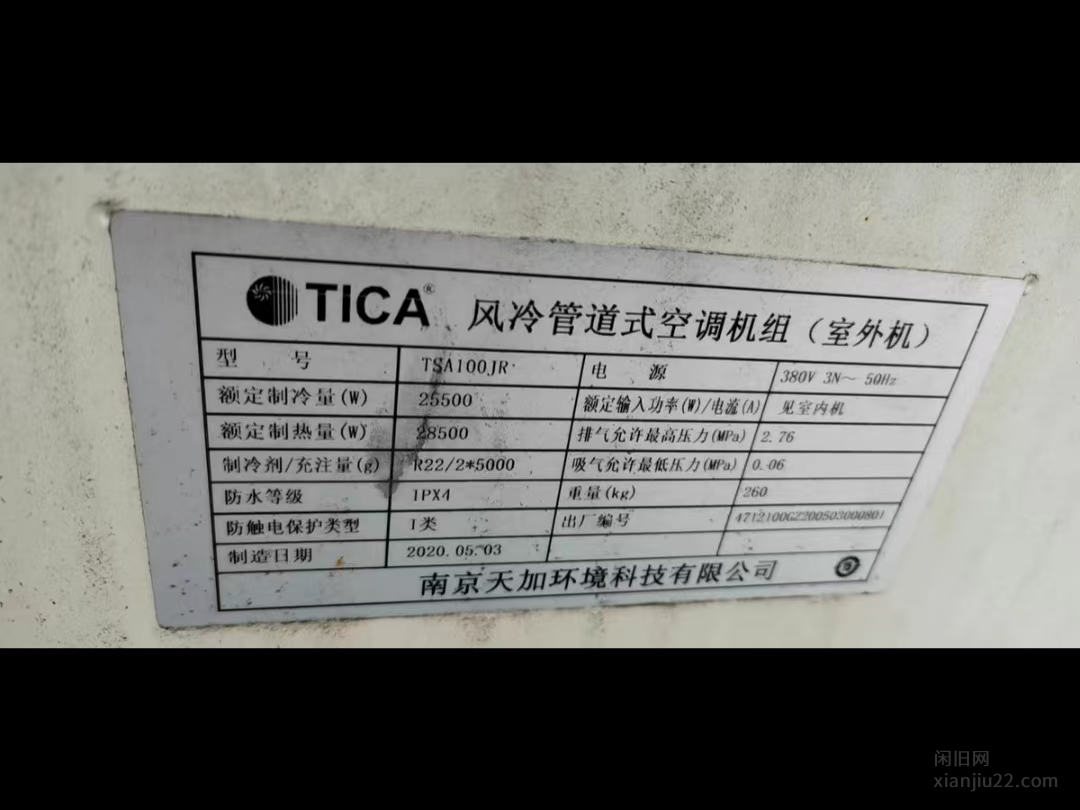 TICA® 风冷管道式空调机组（室外机）
型 号 TSA100JR 电 源 380V 3N～ 50Hz
额定制冷量(W) 25500 额定输入功率(W)/电流(A) 见室内机
额定制热量(W) 28500 排气允许最高压力(MPa) 2.76
制冷剂/充注量(g) R22/2*5000 吸气允许最低压力(MPa) 0.06
防水等级 IPX4 重量(kg) 260
防触电保护类型 I类 出厂编号 4712100GZ200503000801
制造日期 2020.05.03
南京天加环境科技有限公司
闲旧网
xianjiu22.com